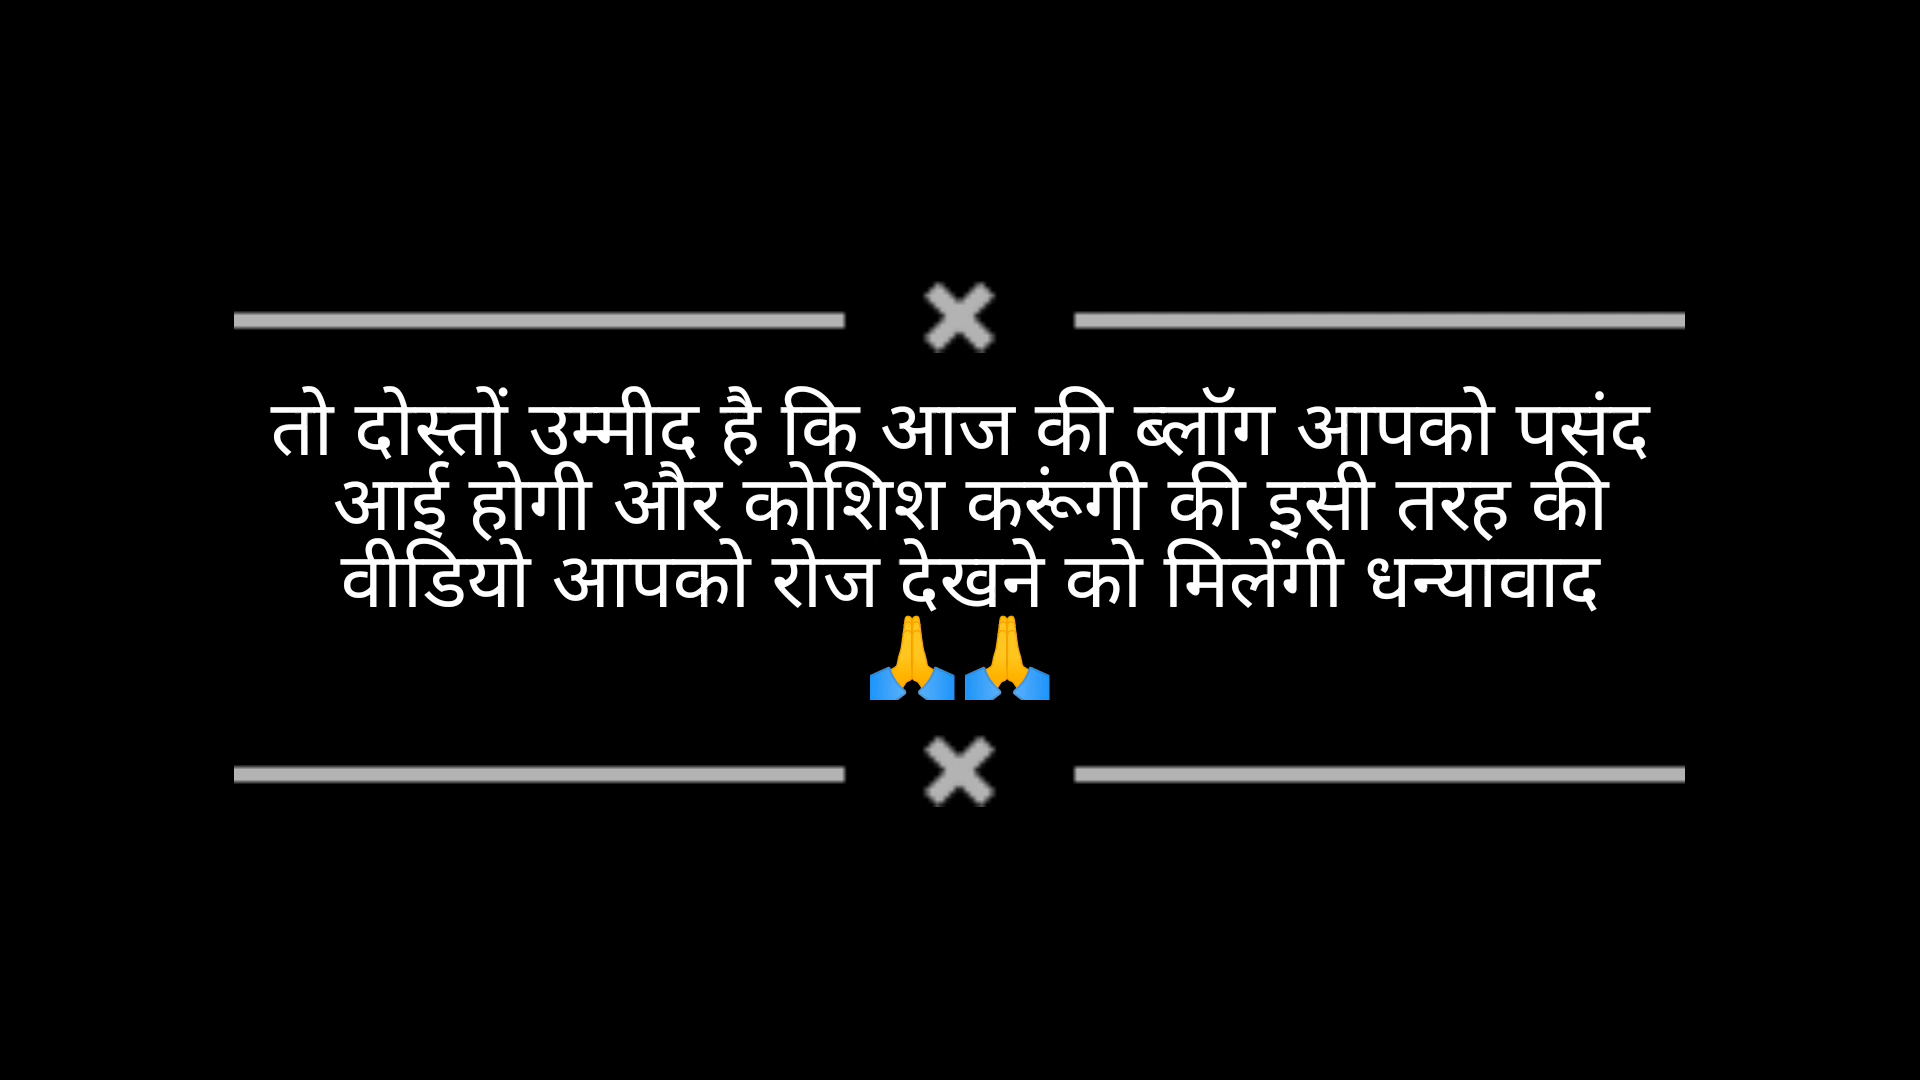 तो दोस्तों उम्मीद है कि आज की ब्लॉग आपको पसंद
आई होगी और कोशिश करूंगी की इसी तरह की
वीडियो आपको रोज देखने को मिलेंगी धन्यावाद
🙏🙏